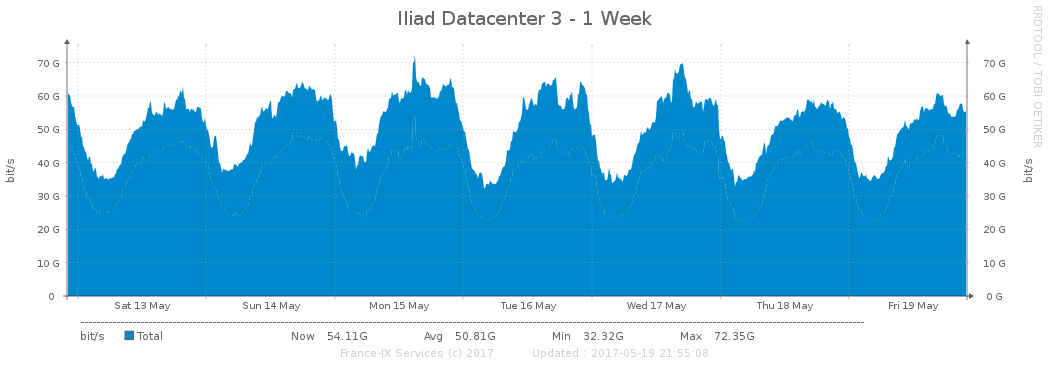 Iliad Datacenter 3 - 1 Week
RRDTOOL / TOBI OETIKER
70 G 70 G
60 G 60 G
50 G 50 G
40 G 40 G
30 G 30 G
20 G 20 G
10 G 10 G
0 0 G
bit/s bit/s
Sat 13 May Sun 14 May Mon 15 May Tue 16 May Wed 17 May Thu 18 May Fri 19 May
bit/s Total Now 54.11G Avg 50.81G Min 32.32G Max 72.35G
France-IX Services (c) 2017 Updated : 2017-05-19 21:55:08